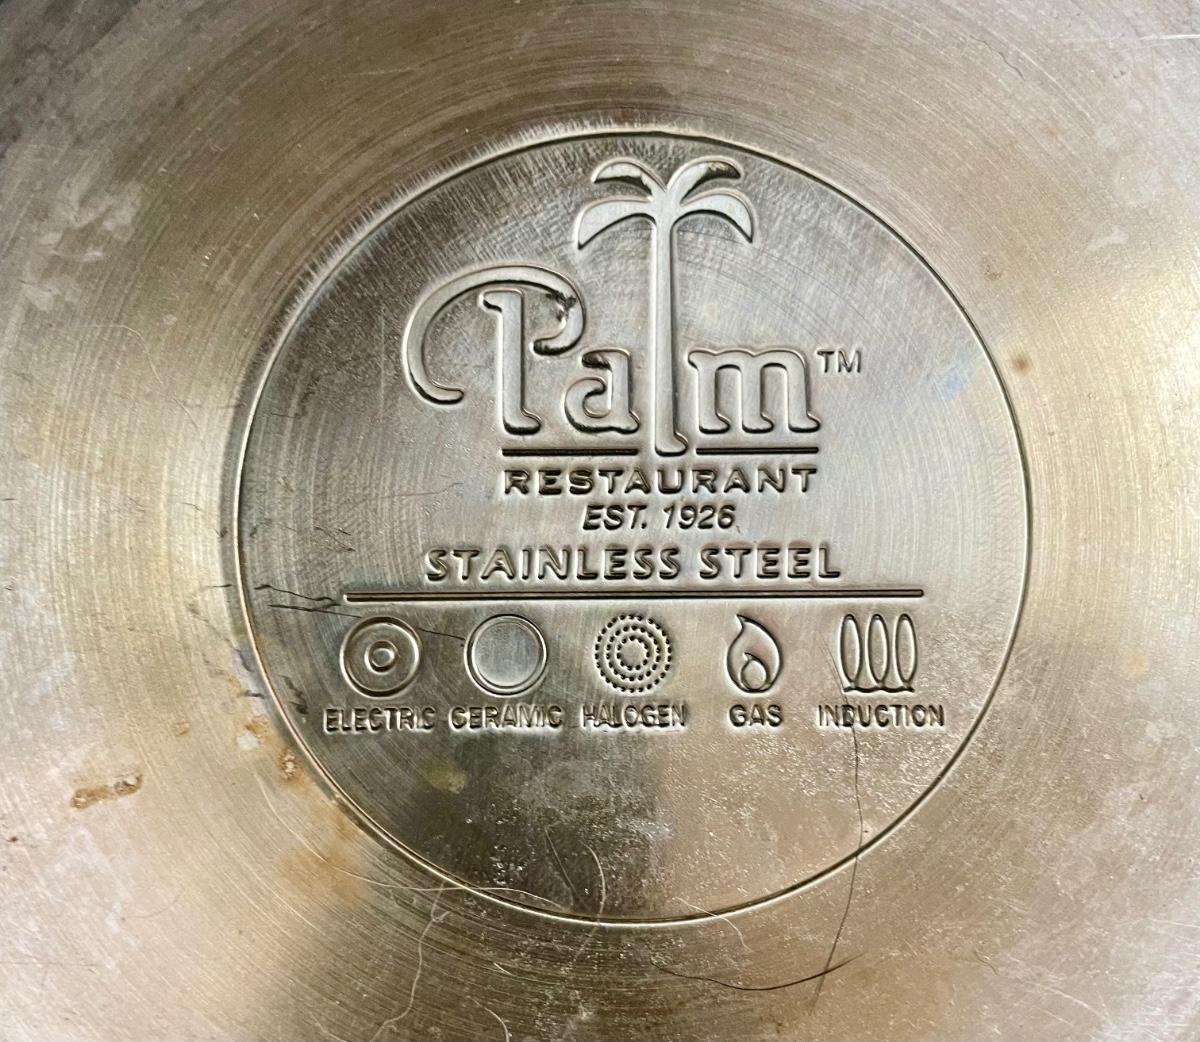 Palm™
RESTAURANT
EST. 1926
STAINLESS STEEL
ELECTRIC CERAMIC HALOGEN GAS INDUCTION